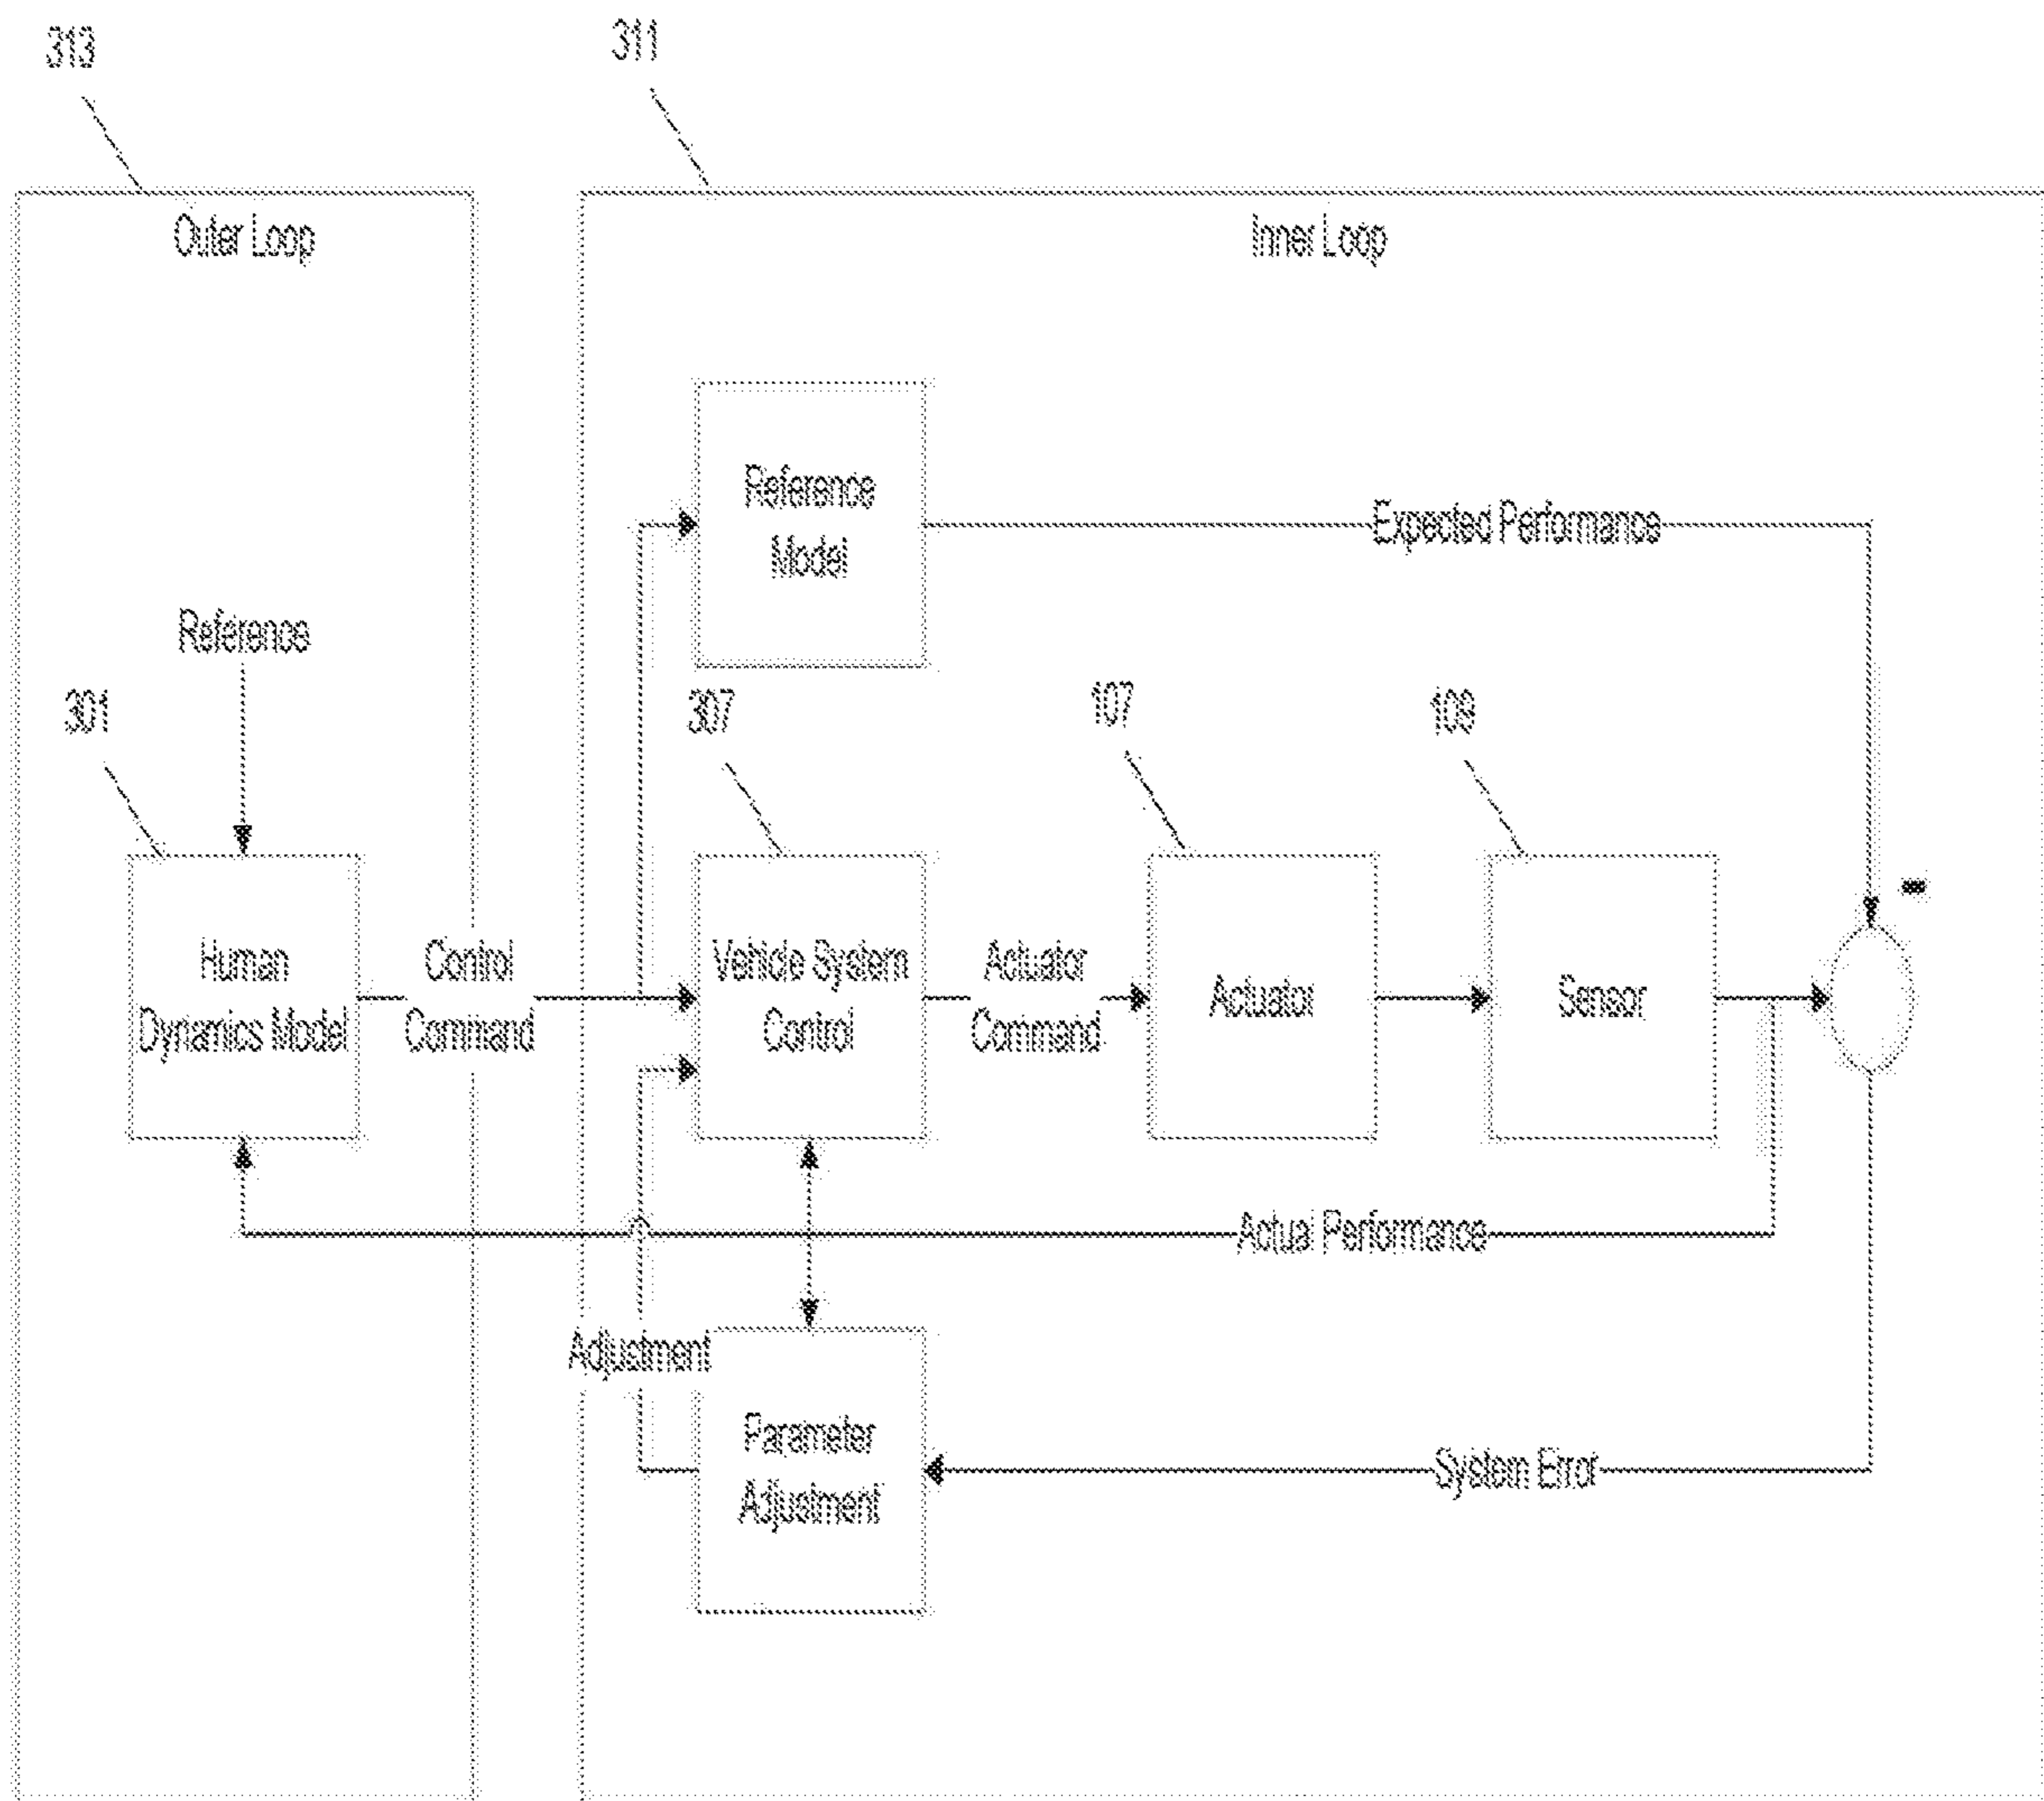 313
311
Outer Loop
Inner Loop
Reference
Model
Expected Performance
Reference
301
307
107
109
Human
Dynamics Model
Control
Command
Vehicle System
Control
Actuator
Command
Actuator
Sensor
-
Actual Performance
Adjustment
Parameter
Adjustment
System Error